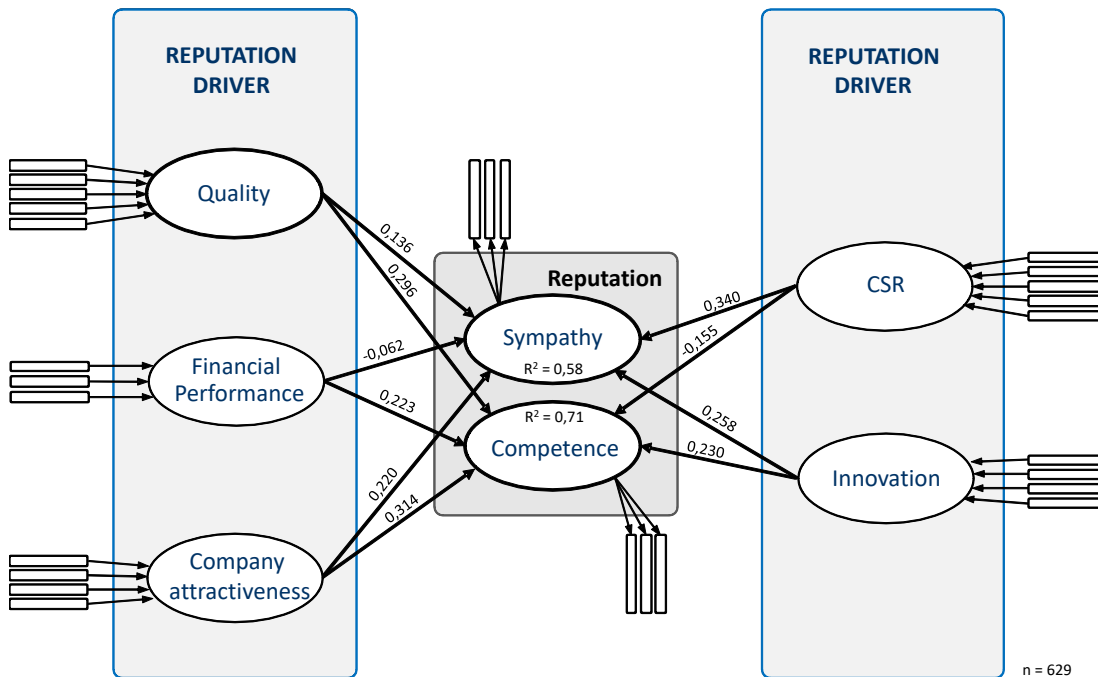 REPUTATION
DRIVER
Quality
Financial
Performance
Company
attractiveness
0,136
0,296
-0,062
0,223
0,220
0,314
Reputation
Sympathy
R² = 0,58
R² = 0,71
Competence
0,340
-0,155
0,258
0,230
REPUTATION
DRIVER
CSR
Innovation
n = 629